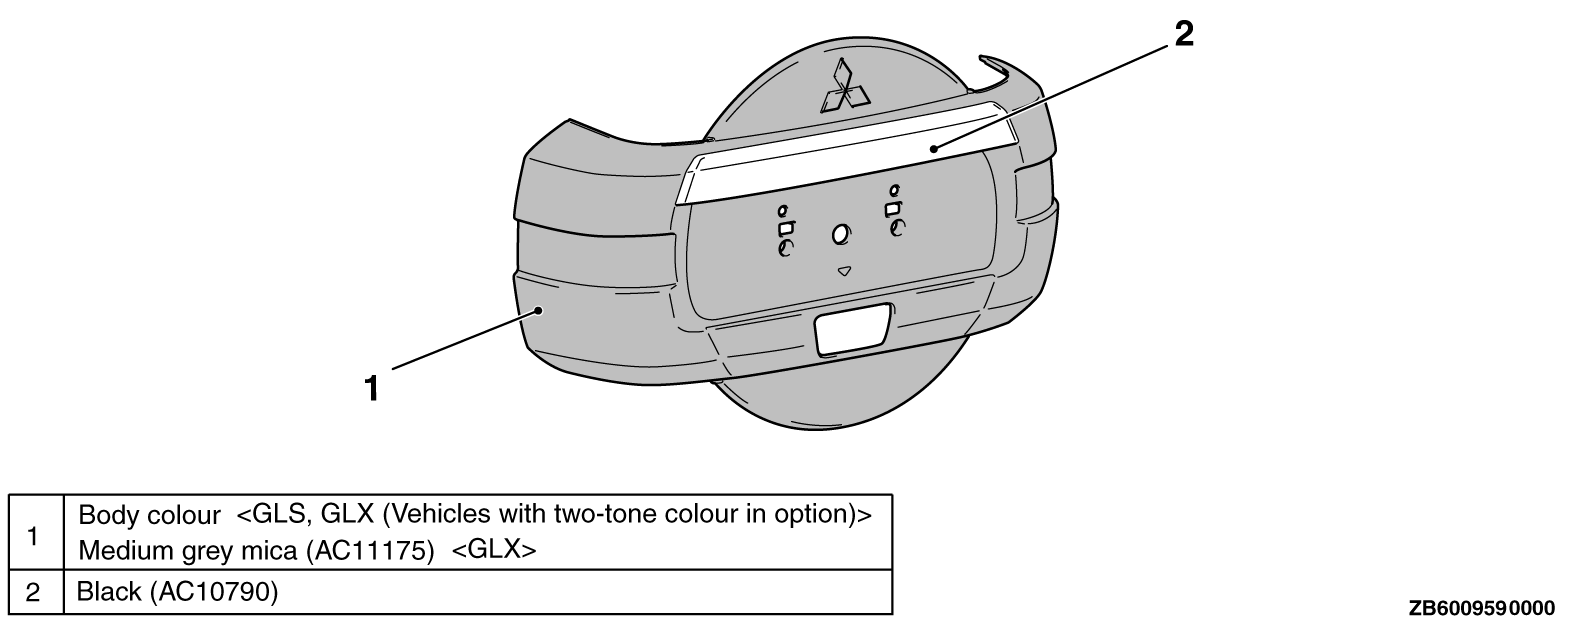 2
1
1
Body colour <GLS, GLX (Vehicles with two-tone colour in option)>
Medium grey mica (AC11175) <GLX>
2
Black (AC10790)
ZB6009590000